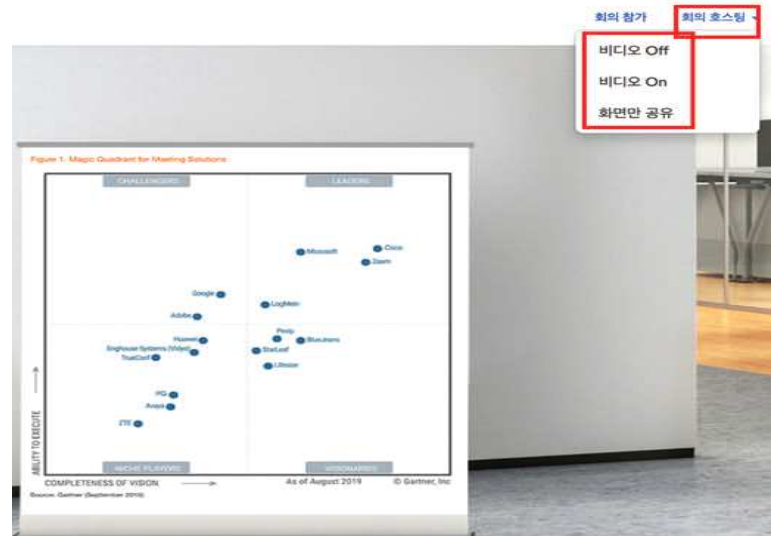 회의 참가 회의 호스팅
비디오 Off
비디오 On
화면만 공유
Figure 1. Magic Quadrant for Meeting Solutions
CHALLENGERS LEADERS
Microsoft
Cisco
Zoom
Google
LogMeIn
Adobe
Huawei
Pexip
BlueJeans
Enghouse Systems (Vidyo)
StarLeaf
TrueConf
Lifesize
PGi
Avaya
ZTE
ABILITY TO EXECUTE
NICHE PLAYERS VISIONARIES
COMPLETENESS OF VISION As of August 2019 © Gartner, Inc
Source: Gartner (September 2019)